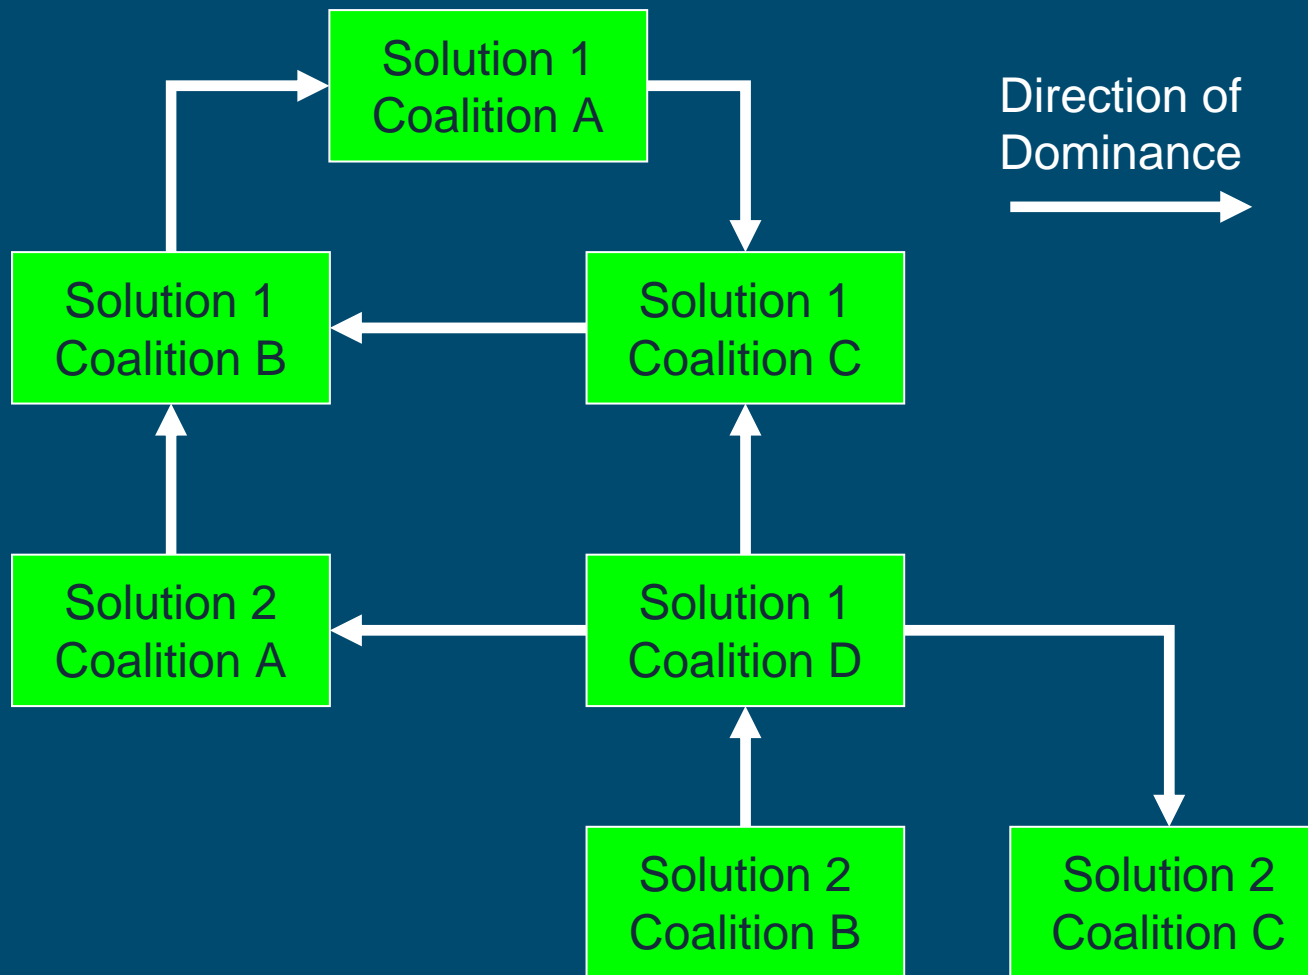 Solution 1
Coalition A
Direction of
Dominance
Solution 1
Coalition B
Solution 1
Coalition C
Solution 2
Coalition A
Solution 1
Coalition D
Solution 2
Coalition B
Solution 2
Coalition C